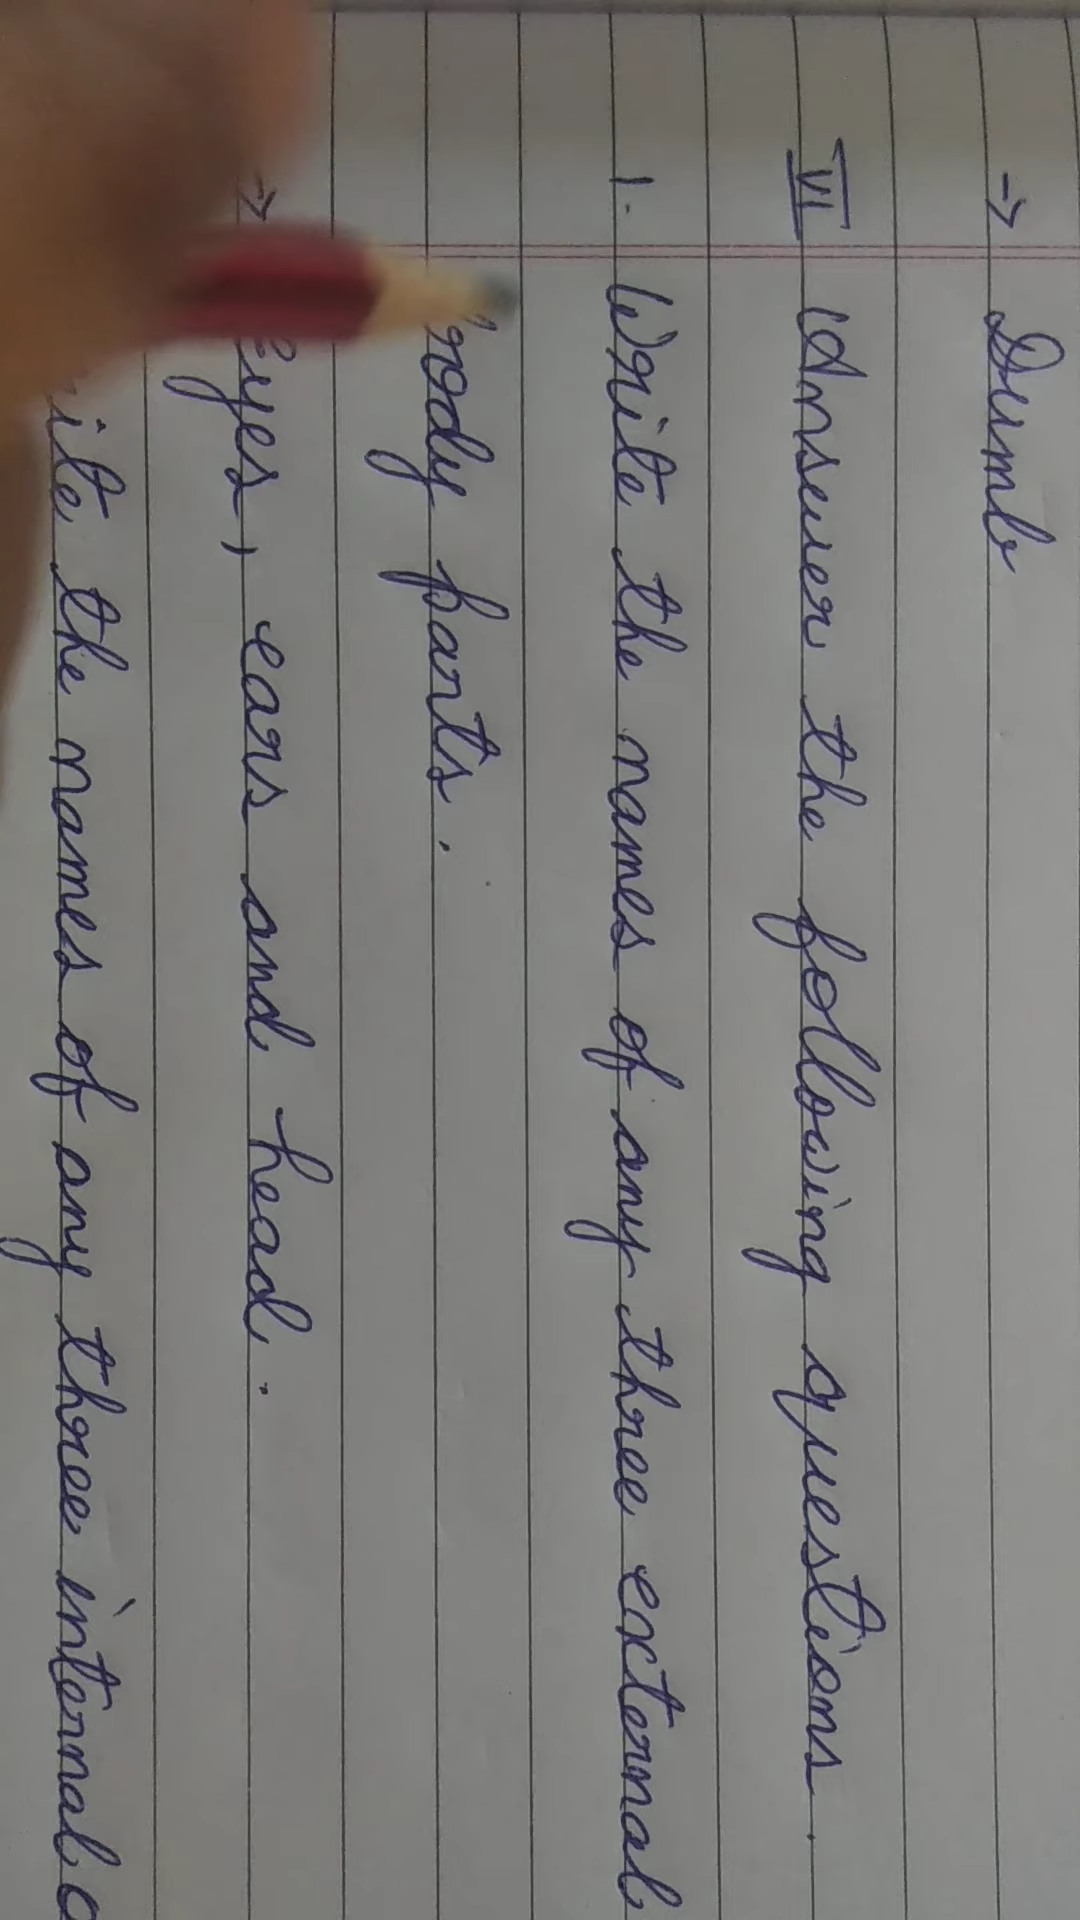 → Dumb
VI Answer the following questions.
1. Write the names of any three external
body parts.
→ Eyes, ears and head.
the names of any three internal